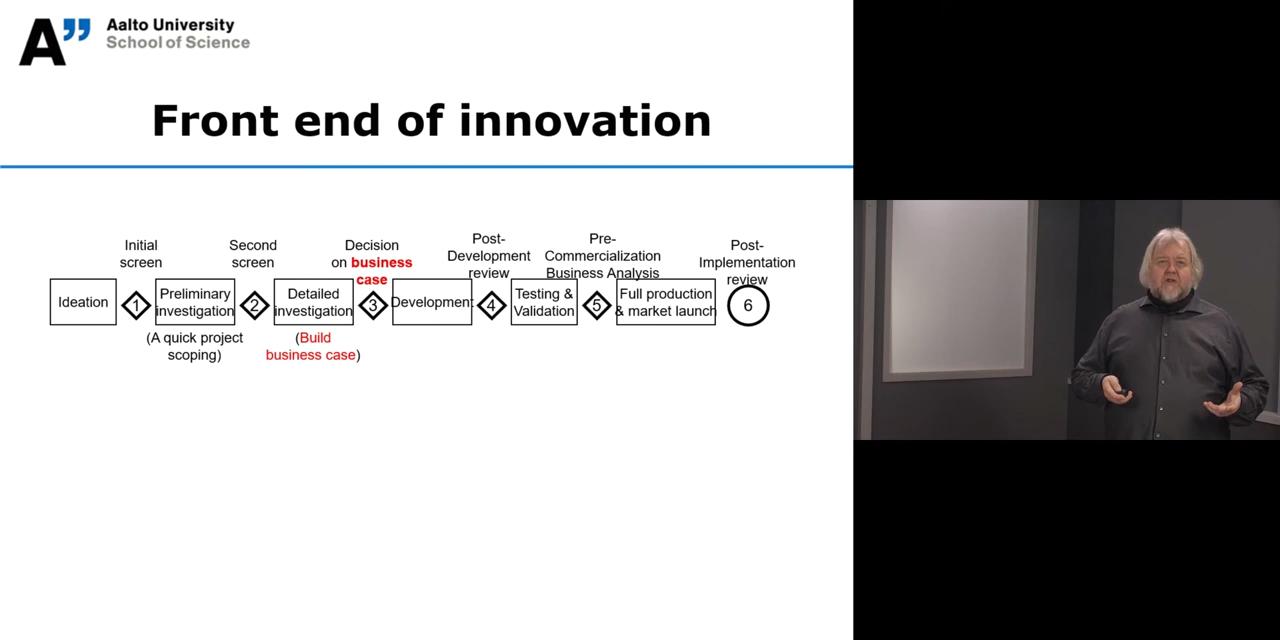 Aalto University
School of Science
A”
Front end of innovation
Initial
screen
Second
screen
Decision
on business
case
Post-
Development
review
Pre-
Commercialization
Business Analysis
Post-
Implementation
review
Ideation
1
Preliminary
investigation
2
Detailed
investigation
3
Development
4
Testing &
Validation
5
Full production
& market launch
6
(A quick project
scoping)
(Build
business case)